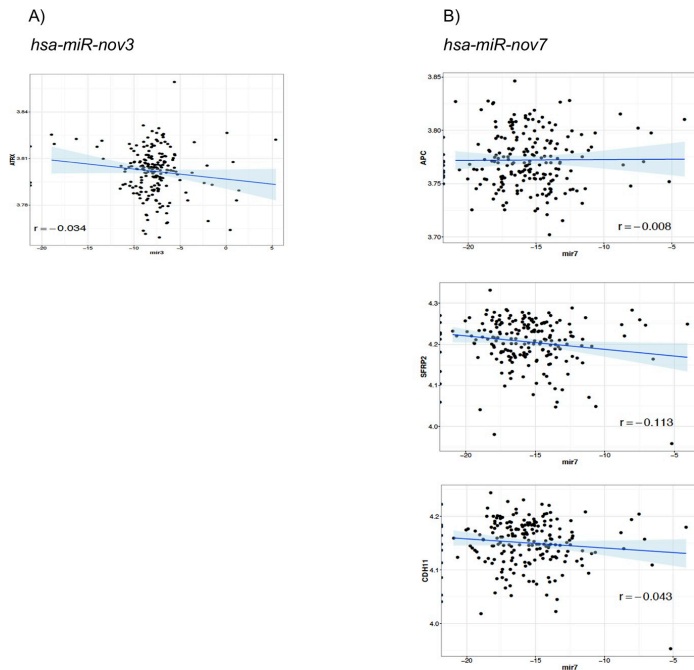 A)
hsa-miR-nov3
3.84
3.81
3.78
ATRX
r=−0.034
−20
−15
−10
−5
0
5
mir3
B)
hsa-miR-nov7
3.85
3.80
3.75
3.70
APC
r=−0.008
−20
−15
−10
−5
mir7
4.3
4.2
4.1
4.0
SFRP2
r=−0.113
−20
−15
−10
−5
mir7
4.2
4.1
4.0
CDH11
r=−0.043
−20
−15
−10
−5
mir7